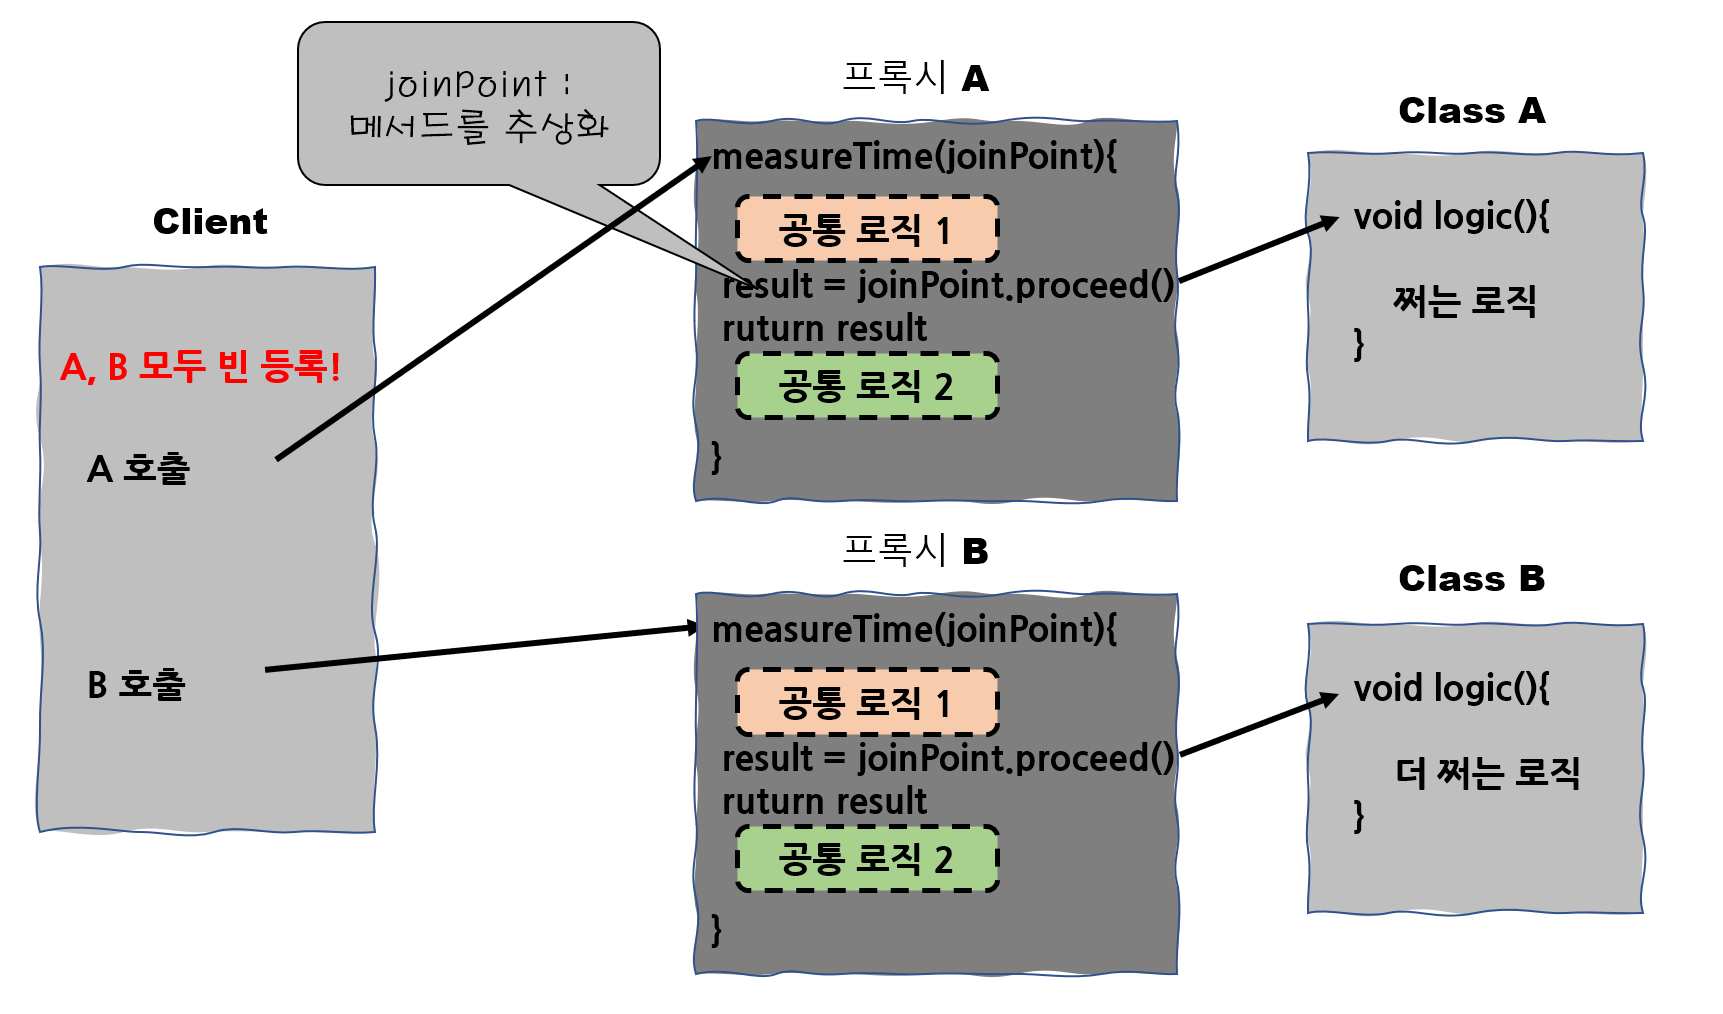 joinPoint :
메서드를 추상화
Client
A, B 모두 빈 등록!
A 호출
B 호출
프록시 A
measureTime(joinPoint){
공통 로직 1
result = joinPoint.proceed()
ruturn result
공통 로직 2
}
Class A
void logic(){
쩌는 로직
}
프록시 B
measureTime(joinPoint){
공통 로직 1
result = joinPoint.proceed()
ruturn result
공통 로직 2
}
Class B
void logic(){
더 쩌는 로직
}